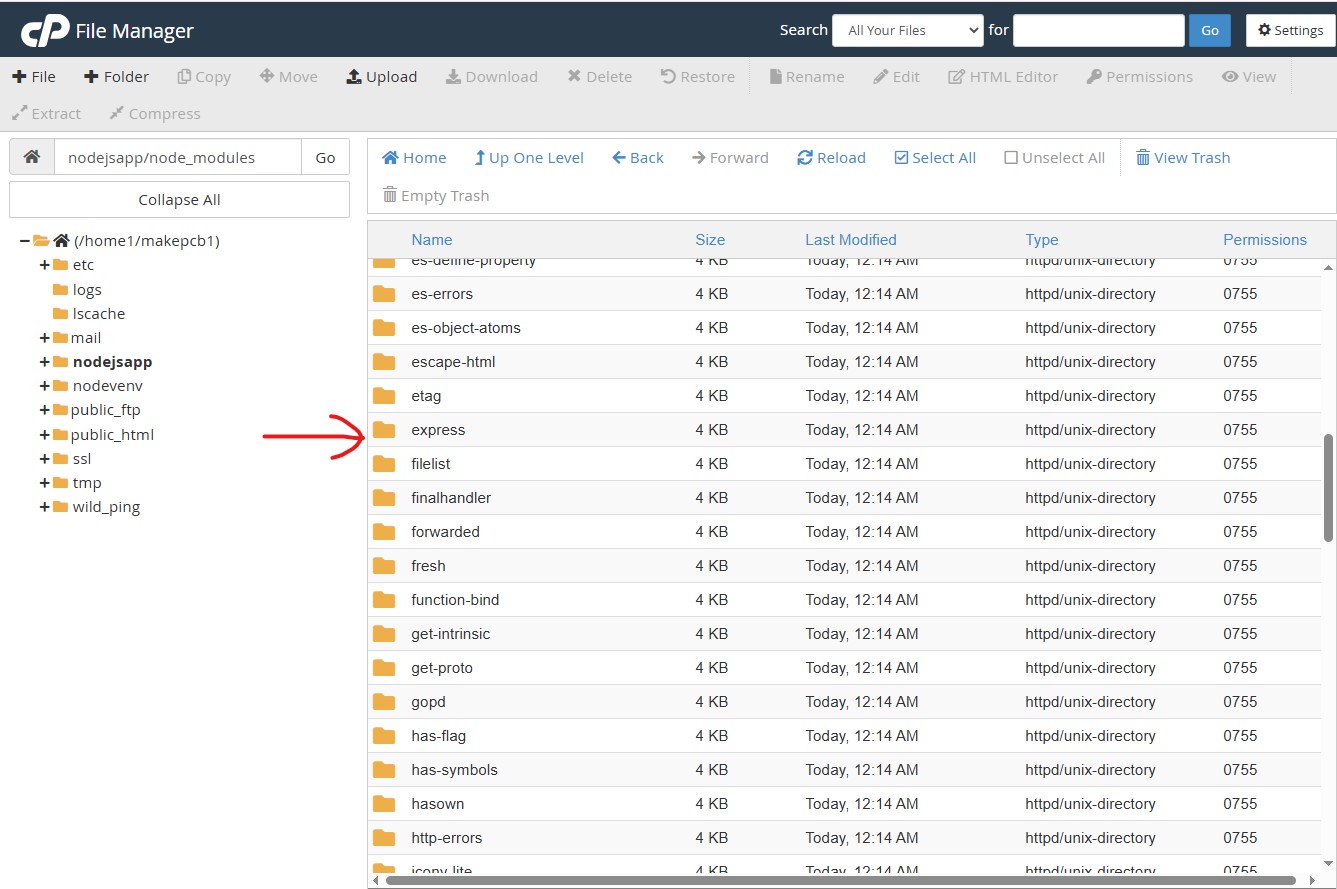 cP File Manager Search All Your Files for Go Settings
File Folder Copy Move Upload Download Delete Restore Rename Edit HTML Editor Permissions View
Extract Compress
nodejsapp/node_modules Go
Collapse All
(/home1/makepcb1)
etc
logs
lscache
mail
nodejsapp
nodevenv
public_ftp
public_html
ssl
tmp
wild_ping
Home Up One Level Back Forward Reload Select All Unselect All View Trash
Empty Trash
Name Size Last Modified Type Permissions
es-define-property 4 KB Today, 12:14 AM httpd/unix-directory 0755
es-errors 4 KB Today, 12:14 AM httpd/unix-directory 0755
es-object-atoms 4 KB Today, 12:14 AM httpd/unix-directory 0755
escape-html 4 KB Today, 12:14 AM httpd/unix-directory 0755
etag 4 KB Today, 12:14 AM httpd/unix-directory 0755
express 4 KB Today, 12:14 AM httpd/unix-directory 0755
filelist 4 KB Today, 12:14 AM httpd/unix-directory 0755
finalhandler 4 KB Today, 12:14 AM httpd/unix-directory 0755
forwarded 4 KB Today, 12:14 AM httpd/unix-directory 0755
fresh 4 KB Today, 12:14 AM httpd/unix-directory 0755
function-bind 4 KB Today, 12:14 AM httpd/unix-directory 0755
get-intrinsic 4 KB Today, 12:14 AM httpd/unix-directory 0755
get-proto 4 KB Today, 12:14 AM httpd/unix-directory 0755
gopd 4 KB Today, 12:14 AM httpd/unix-directory 0755
has-flag 4 KB Today, 12:14 AM httpd/unix-directory 0755
has-symbols 4 KB Today, 12:14 AM httpd/unix-directory 0755
hasown 4 KB Today, 12:14 AM httpd/unix-directory 0755
http-errors 4 KB Today, 12:14 AM httpd/unix-directory 0755
iconv-lite 4 KB Today, 12:14 AM httpd/unix-directory 0755